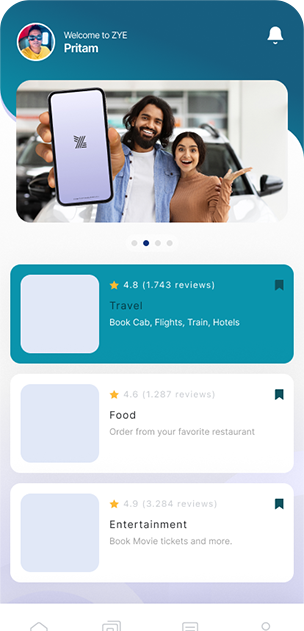 Welcome to ZYE
Pritam
4.8 (1.743 reviews)
Travel
Book Cab, Flights, Train, Hotels
4.6 (1.287 reviews)
Food
Order from your favorite restaurant
4.9 (3.284 reviews)
Entertainment
Book Movie tickets and more.